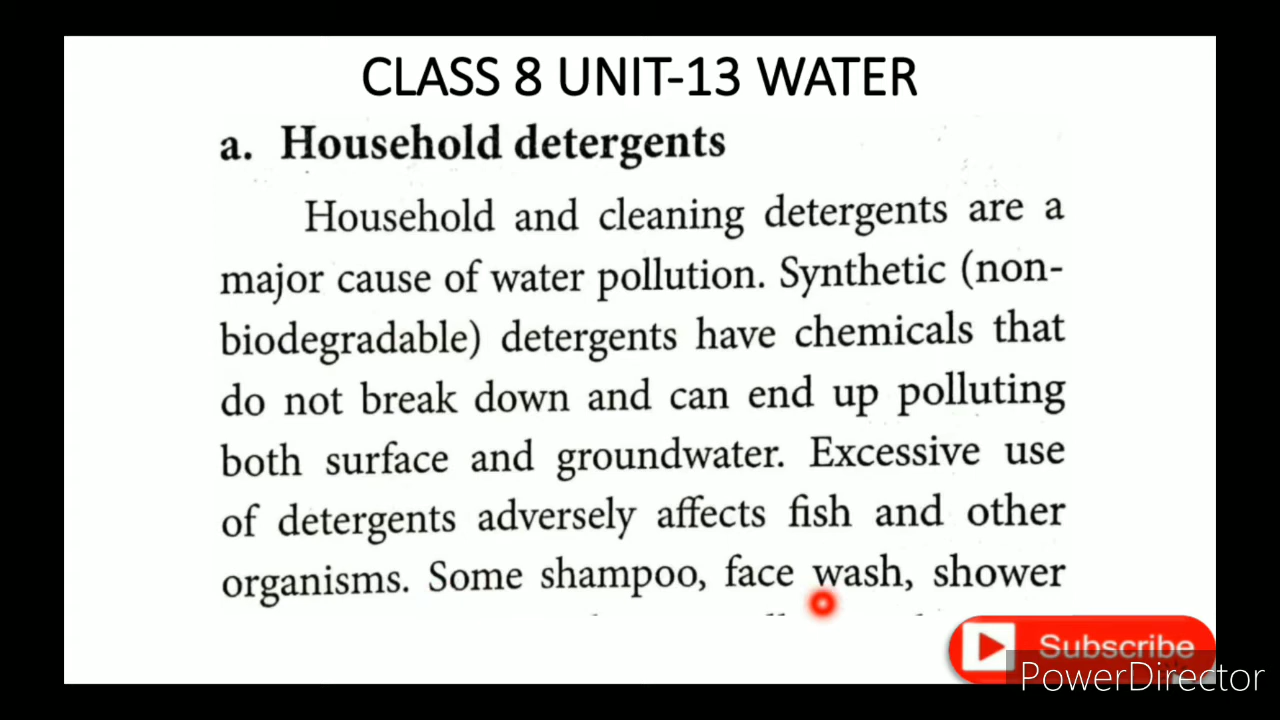 CLASS 8 UNIT-13 WATER
a. Household detergents
Household and cleaning detergents are a
major cause of water pollution. Synthetic (non-
biodegradable) detergents have chemicals that
do not break down and can end up polluting
both surface and groundwater. Excessive use
of detergents adversely affects fish and other
organisms. Some shampoo, face wash, shower
Subscribe
PowerDirector